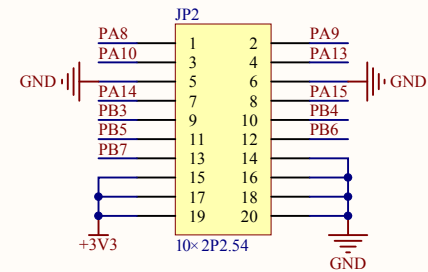 JP2
PA8 1 2 PA9
PA10 3 4 PA13
GND 5 6 GND
PA14 7 8 PA15
PB3 9 10 PB4
PB5 11 12 PB6
PB7 13 14
15 16
17 18
19 20
+3V3 10×2P2.54
GND